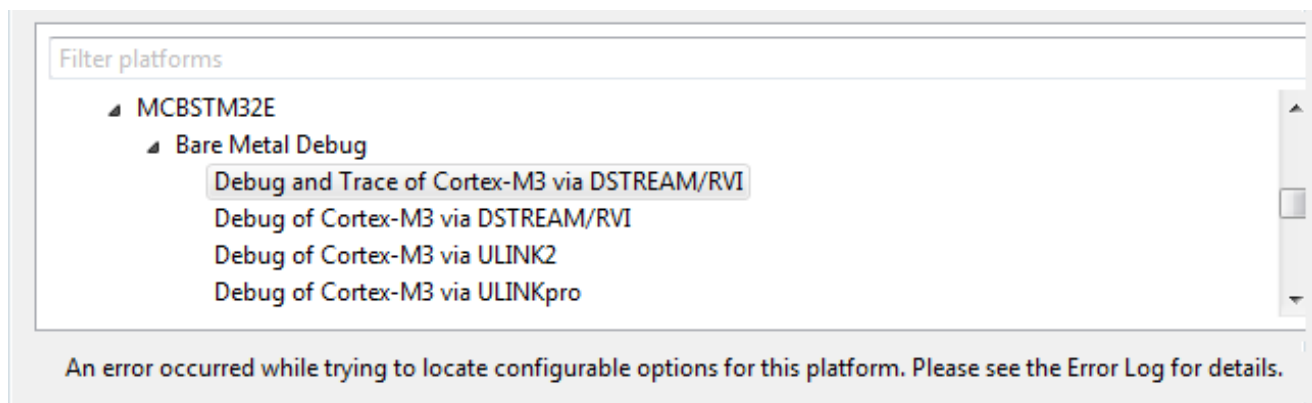 Filter platforms
MCBSTM32E
Bare Metal Debug
Debug and Trace of Cortex-M3 via DSTREAM/RVI
Debug of Cortex-M3 via DSTREAM/RVI
Debug of Cortex-M3 via ULINK2
Debug of Cortex-M3 via ULINKpro
An error occurred while trying to locate configurable options for this platform. Please see the Error Log for details.